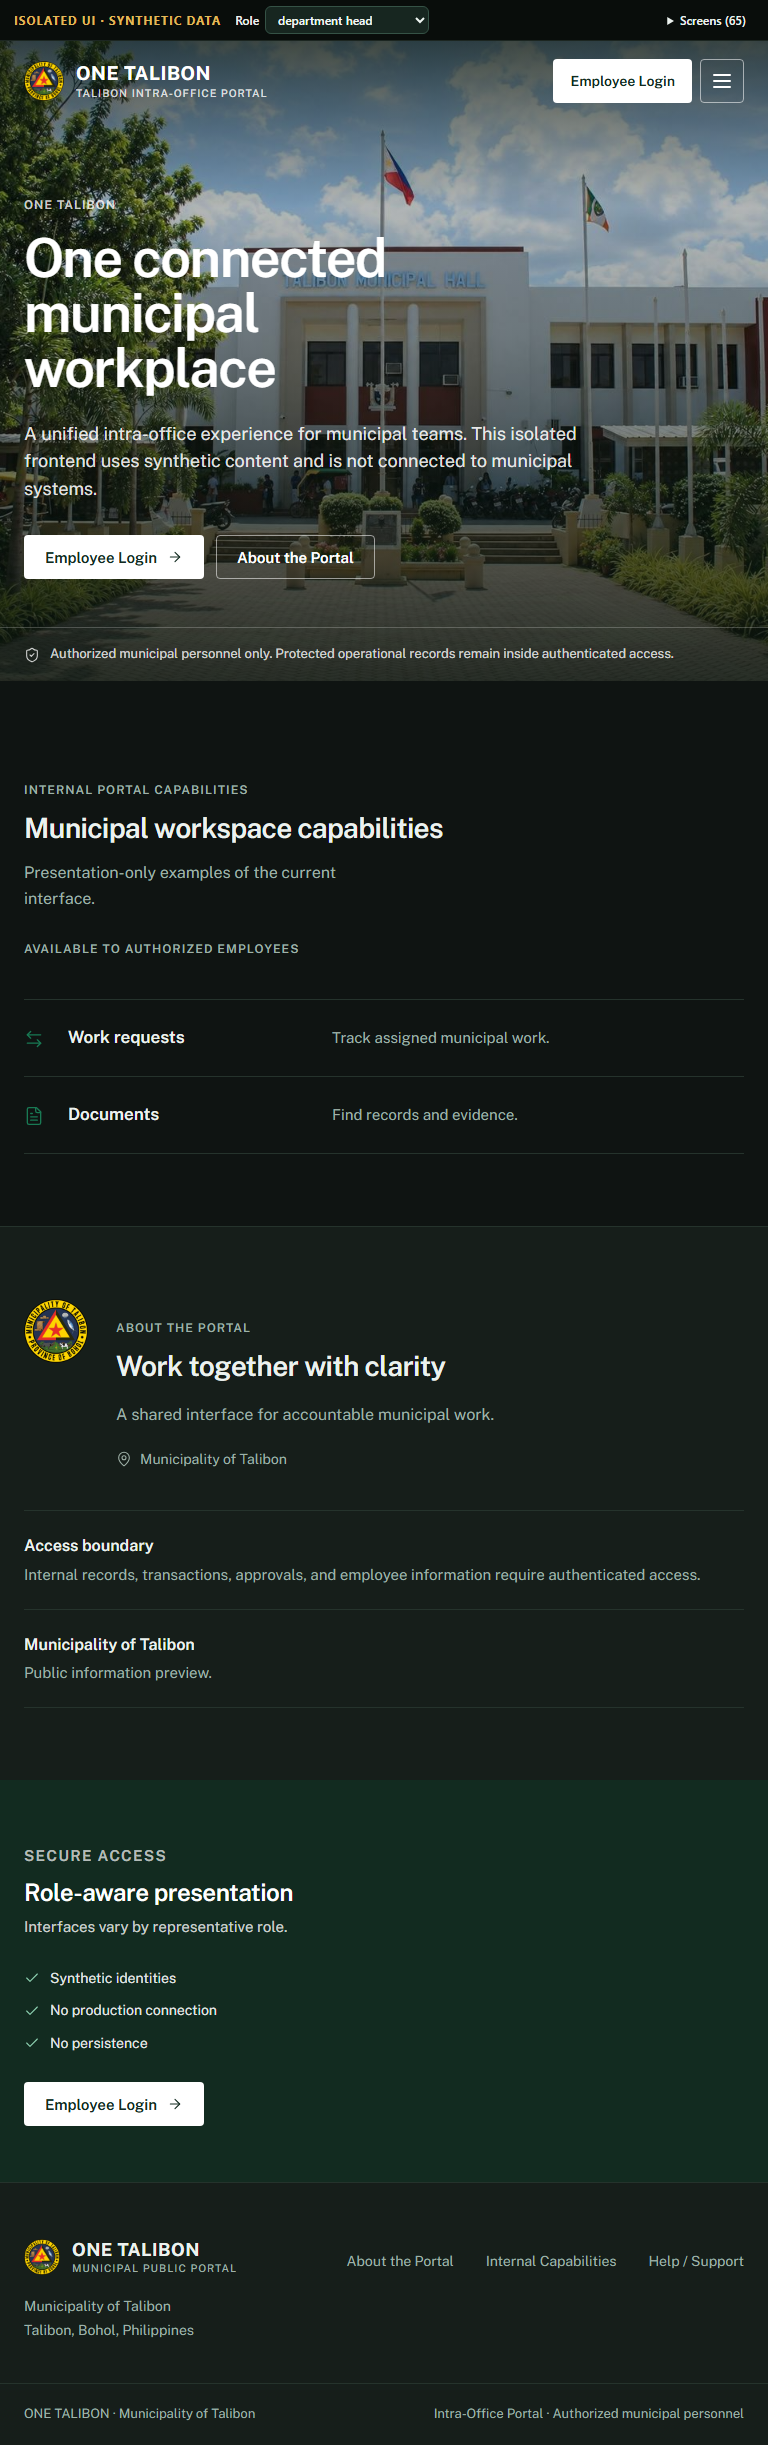 ISOLATED UI · SYNTHETIC DATA Role department head Screens (65)
ONE TALIBON
TALIBON INTRA-OFFICE PORTAL
Employee Login
ONE TALIBON
One connected
municipal
workplace
TALIBON MUNICIPAL HALL
A unified intra-office experience for municipal teams. This isolated
frontend uses synthetic content and is not connected to municipal
systems.
Employee Login
About the Portal
Authorized municipal personnel only. Protected operational records remain inside authenticated access.
INTERNAL PORTAL CAPABILITIES
Municipal workspace capabilities
Presentation-only examples of the current
interface.
AVAILABLE TO AUTHORIZED EMPLOYEES
Work requests
Track assigned municipal work.
Documents
Find records and evidence.
ABOUT THE PORTAL
Work together with clarity
A shared interface for accountable municipal work.
Municipality of Talibon
Access boundary
Internal records, transactions, approvals, and employee information require authenticated access.
Municipality of Talibon
Public information preview.
SECURE ACCESS
Role-aware presentation
Interfaces vary by representative role.
Synthetic identities
No production connection
No persistence
Employee Login
ONE TALIBON
MUNICIPAL PUBLIC PORTAL
About the Portal
Internal Capabilities
Help / Support
Municipality of Talibon
Talibon, Bohol, Philippines
ONE TALIBON · Municipality of Talibon
Intra-Office Portal · Authorized municipal personnel